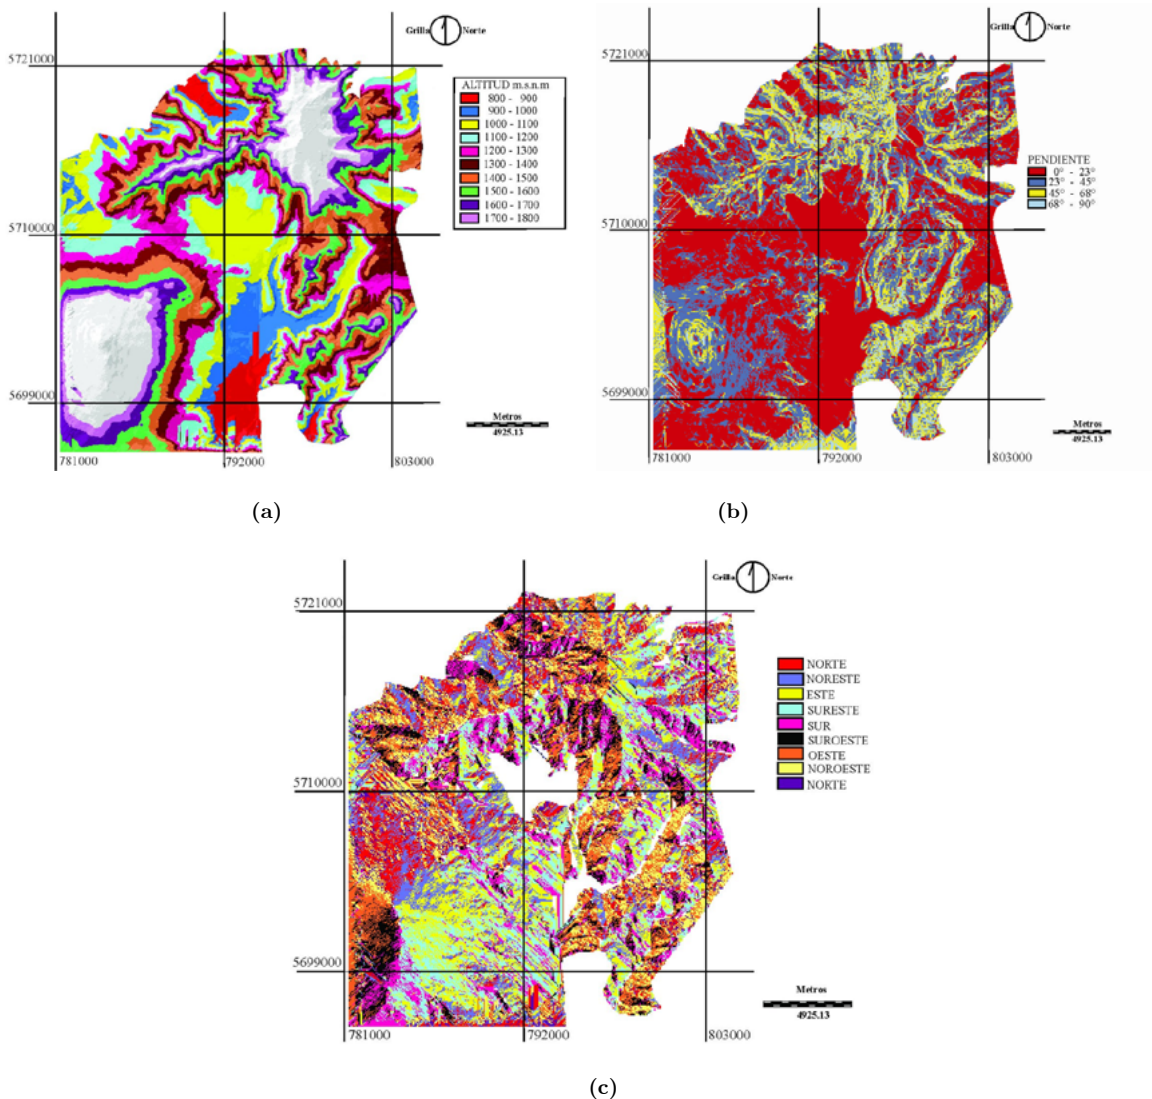 Grilla Norte
5721000
ALTITUD m.s.n.m
800 - 900
900 - 1000
1000 - 1100
1100 - 1200
1200 - 1300
1300 - 1400
1400 - 1500
1500 - 1600
1600 - 1700
1700 - 1800
5710000
5699000
Metros
4925.13
781000
792000
803000
(a)
Grilla Norte
5721000
PENDIENTE
0° - 23°
23° - 45°
45° - 68°
68° - 90°
5710000
5699000
Metros
4925.13
781000
792000
803000
(b)
Grilla Norte
5721000
NORTE
NORESTE
ESTE
SURESTE
SUR
SUROESTE
OESTE
NOROESTE
NORTE
5710000
5699000
Metros
4925.13
781000
792000
803000
(c)